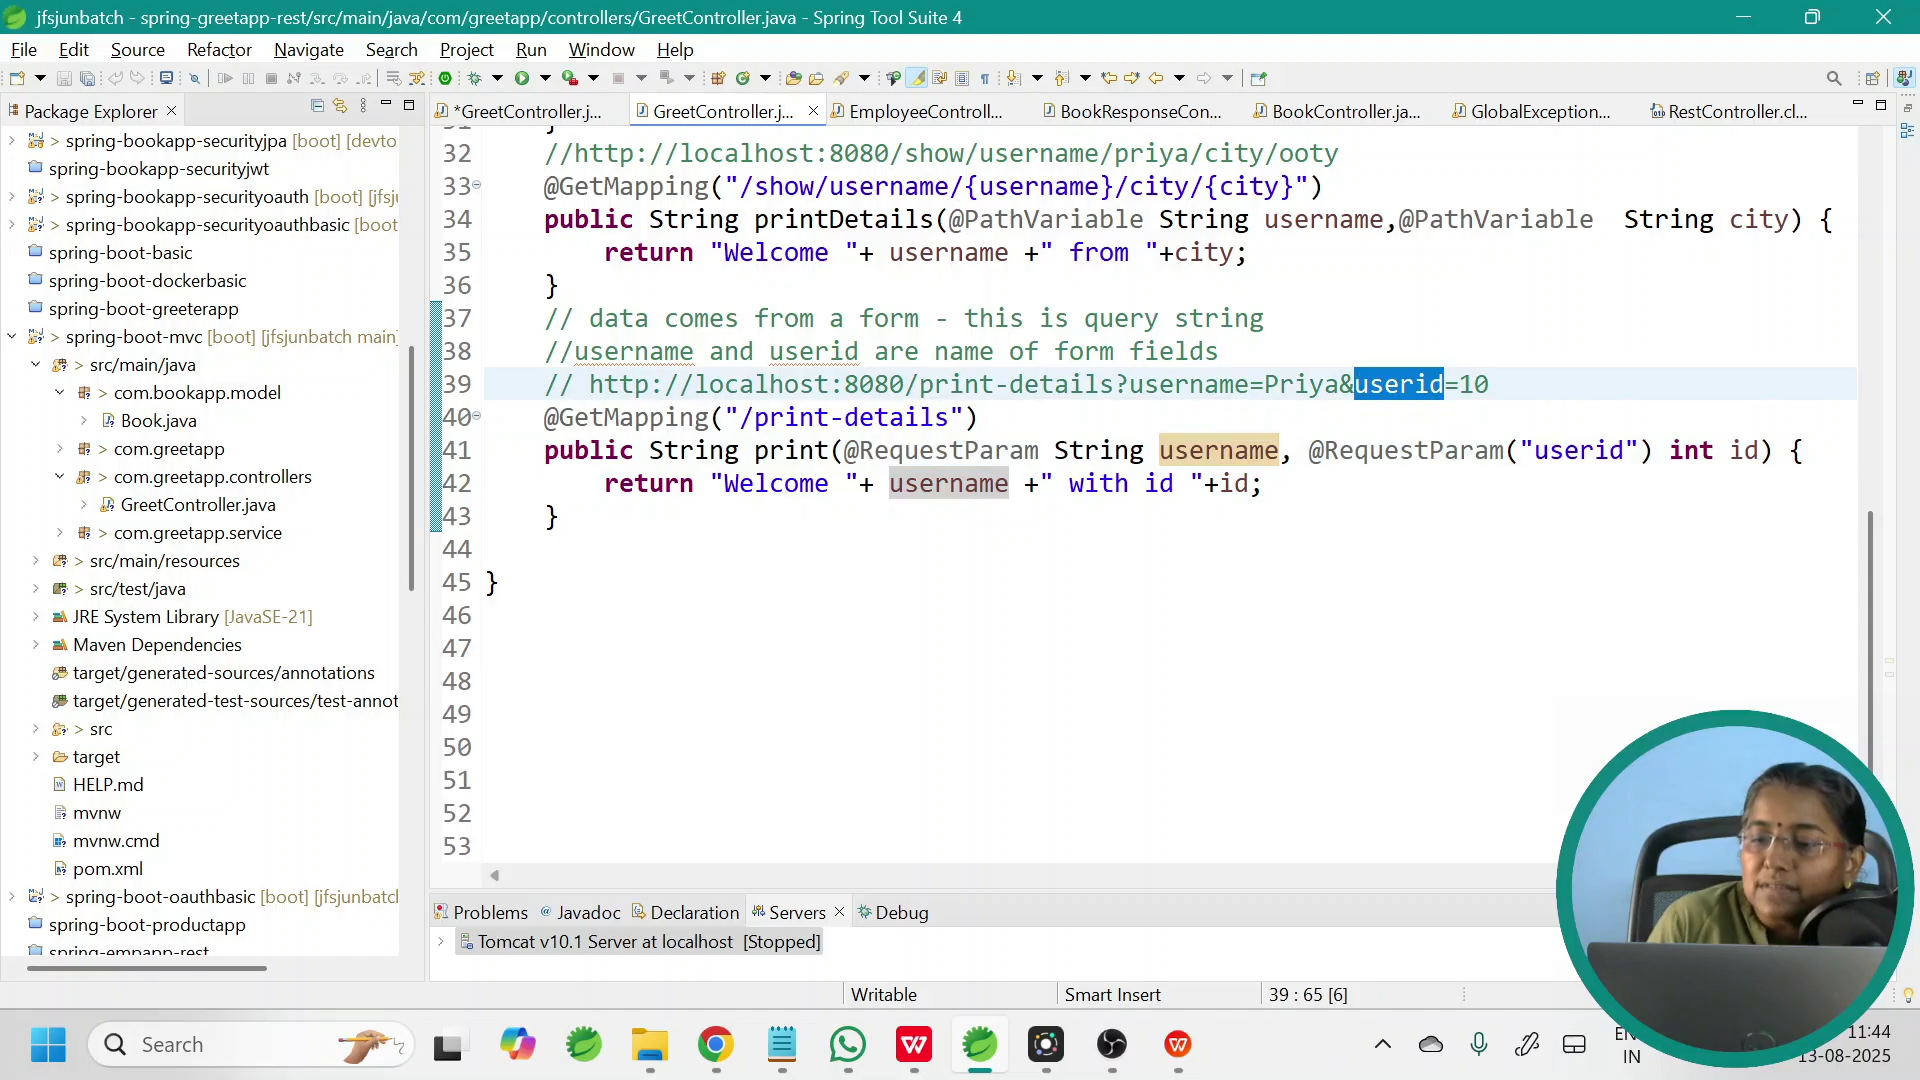 jfsjunbatch - spring-greetapp-rest/src/main/java/com/greetapp/controllers/GreetController.java - Spring Tool Suite 4
File Edit Source Refactor Navigate Search Project Run Window Help
Package Explorer
*GreetController.j... GreetController.j... EmployeeControll... BookResponseCon... BookController.ja... GlobalException... RestController.cl...
> spring-bookapp-securityjpa [boot] [devto
spring-bookapp-securityjwt
> spring-bookapp-securityoauth [boot] [jfsj
> spring-bookapp-securityoauthbasic [boot
spring-boot-basic
spring-boot-dockerbasic
spring-boot-greeterapp
> spring-boot-mvc [boot] [jfsjunbatch main]
> src/main/java
> com.bookapp.model
Book.java
> com.greetapp
> com.greetapp.controllers
> GreetController.java
> com.greetapp.service
> src/main/resources
> src/test/java
JRE System Library [JavaSE-21]
Maven Dependencies
target/generated-sources/annotations
target/generated-test-sources/test-annot
> src
target
HELP.md
mvnw
mvnw.cmd
pom.xml
> spring-boot-oauthbasic [boot] [jfsjunbatch
spring-boot-productapp
spring-empapp-rest
31 }
32 //http://localhost:8080/show/username/priya/city/ooty
33 @GetMapping("/show/username/{username}/city/{city}")
34 public String printDetails(@PathVariable String username,@PathVariable  String city) {
35 return "Welcome "+ username +" from "+city;
36 }
37 // data comes from a form - this is query string
38 //username and userid are name of form fields
39 // http://localhost:8080/print-details?username=Priya&userid=10
40 @GetMapping("/print-details")
41 public String print(@RequestParam String username, @RequestParam("userid") int id) {
42 return "Welcome "+ username +" with id "+id;
43 }
44
45 }
46
47
48
49
50
51
52
53
Problems Javadoc Declaration Servers Debug
Tomcat v10.1 Server at localhost [Stopped]
Writable Smart Insert 39 : 65 [6]
Search
IN
11:44
13-08-2025